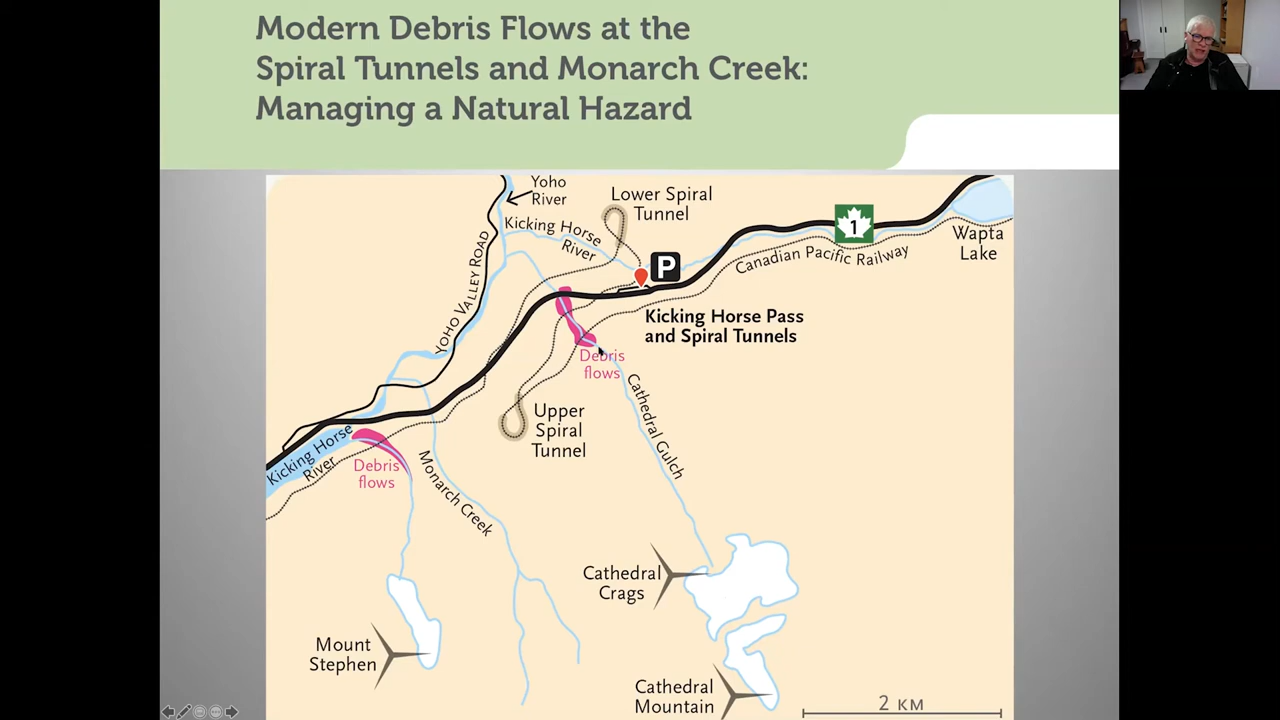 Modern Debris Flows at the
Spiral Tunnels and Monarch Creek:
Managing a Natural Hazard
Yoho
River
Lower Spiral
Tunnel
Kicking Horse
River
1
Wapta
Lake
Canadian Pacific Railway
P
YOHO VALLEY ROAD
Kicking Horse Pass
and Spiral Tunnels
Debris
flows
Cathedral Gulch
Upper
Spiral
Tunnel
Kicking Horse
River
Debris
flows
Monarch Creek
Cathedral
Crags
Mount
Stephen
Cathedral
Mountain
2 KM